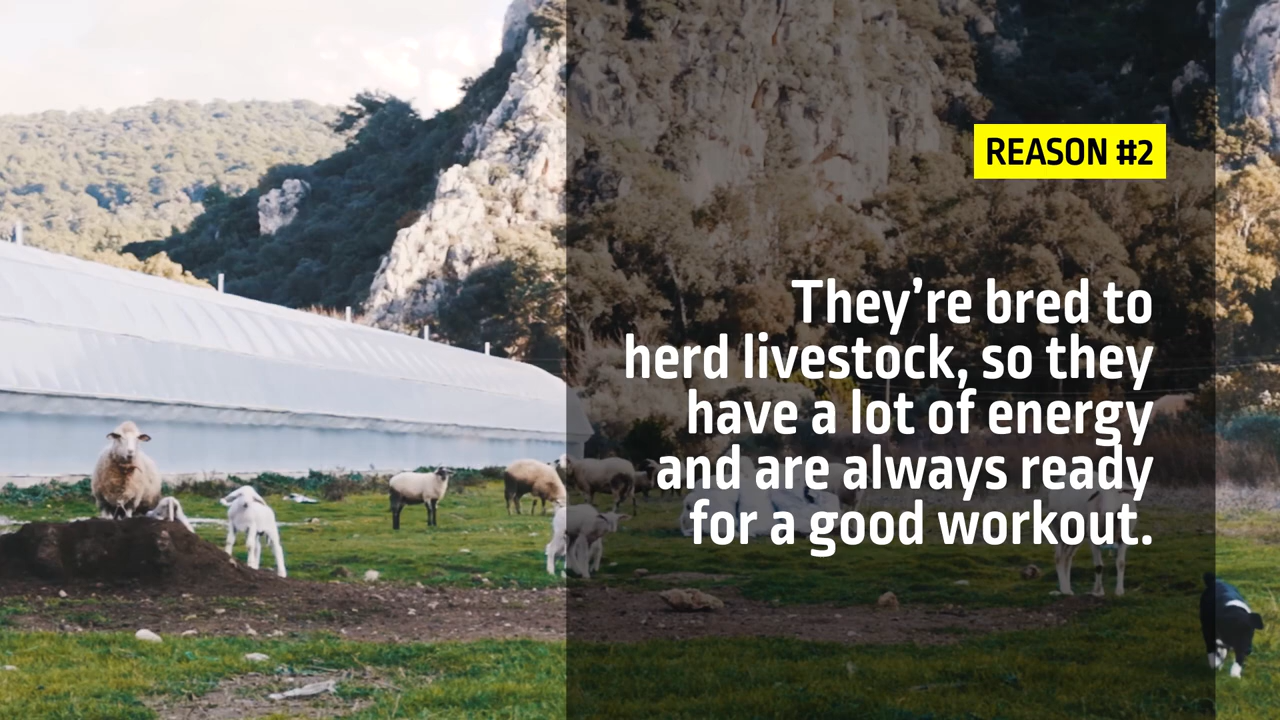 REASON #2
They’re bred to
herd livestock, so they
have a lot of energy
and are always ready
for a good workout.